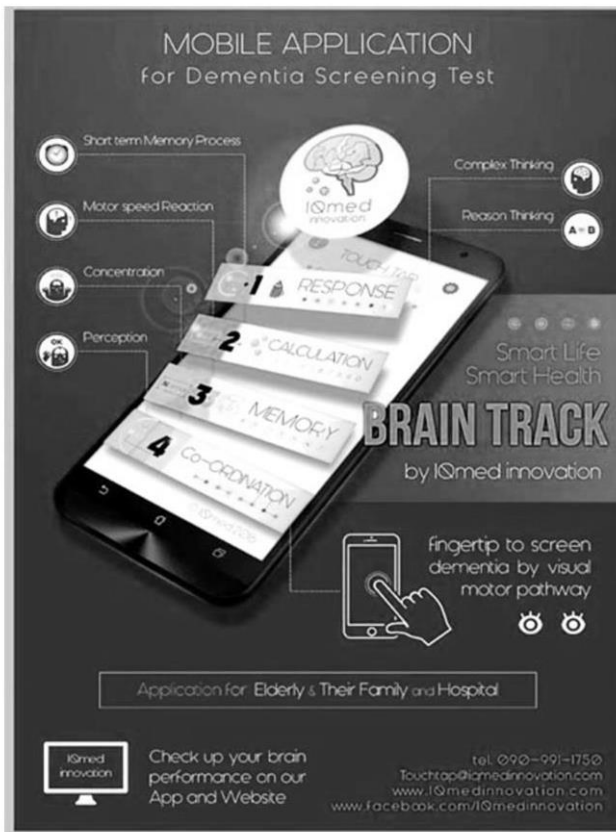 MOBILE APPLICATION
for Dementia Screening Test
Short term Memory Process
Motor speed Reaction
Concentration
Perception
OK
IQmed
innovation
Complex Thinking
Reason Thinking
TOUCH TAP
1 RESPONSE
2 CALCULATION
3 MEMORY
4 CO-ORDNATION
© IQmed 2015
Smart Life
Smart Health
BRAIN TRACK
by IQmed innovation
fingertip to screen
dementia by visual
motor pathway
Application for Elderly & Their Family and Hospital
IQmed
innovation
Check up your brain
performance on our
App and Website
tel. 090-991-1750
Touchtap@iqmedinnovation.com
www.IQmedinnovation.com
www.facebook.com/IQmedinnovation